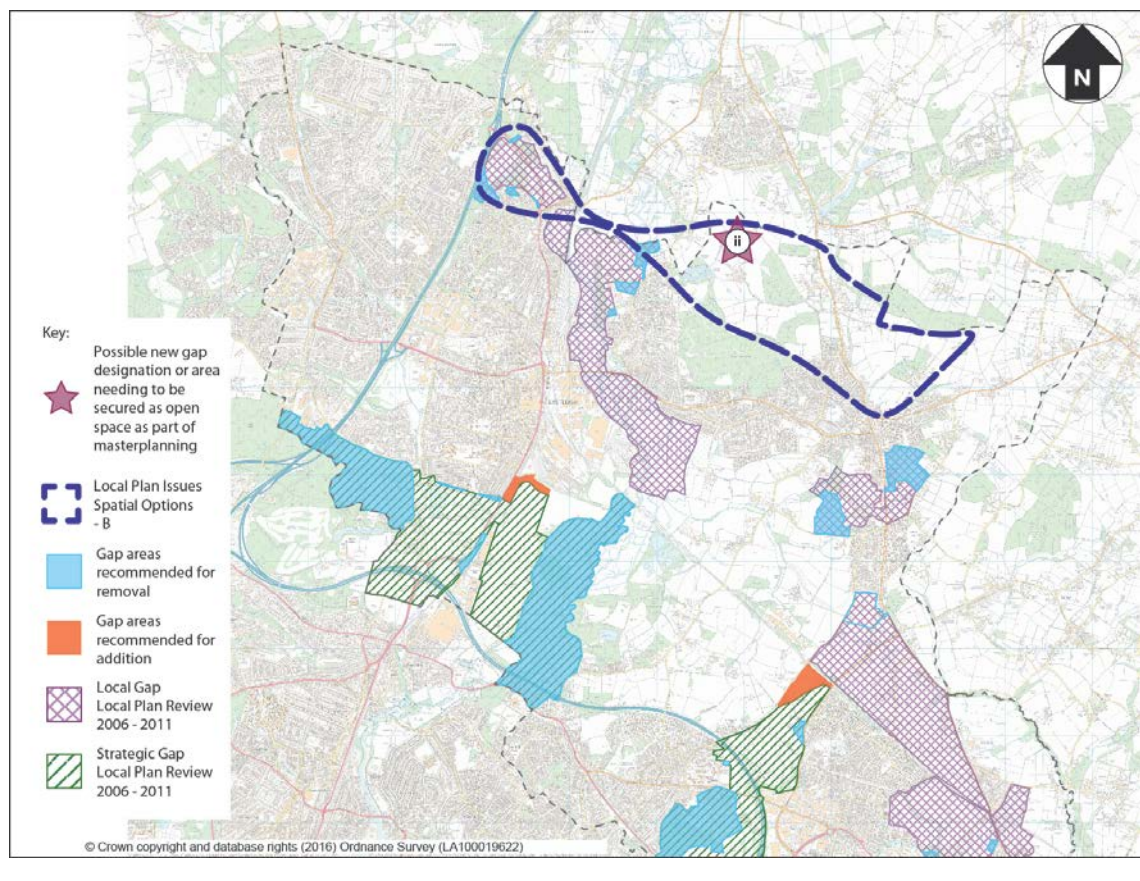 N
ii
Key:
Possible new gap
designation or area
needing to be
secured as open
space as part of
masterplanning
Local Plan Issues
Spatial Options
- B
Gap areas
recommended for
removal
Gap areas
recommended for
addition
Local Gap
Local Plan Review
2006 - 2011
Strategic Gap
Local Plan Review
2006 - 2011
© Crown copyright and database rights (2016) Ordnance Survey (LA100019622)